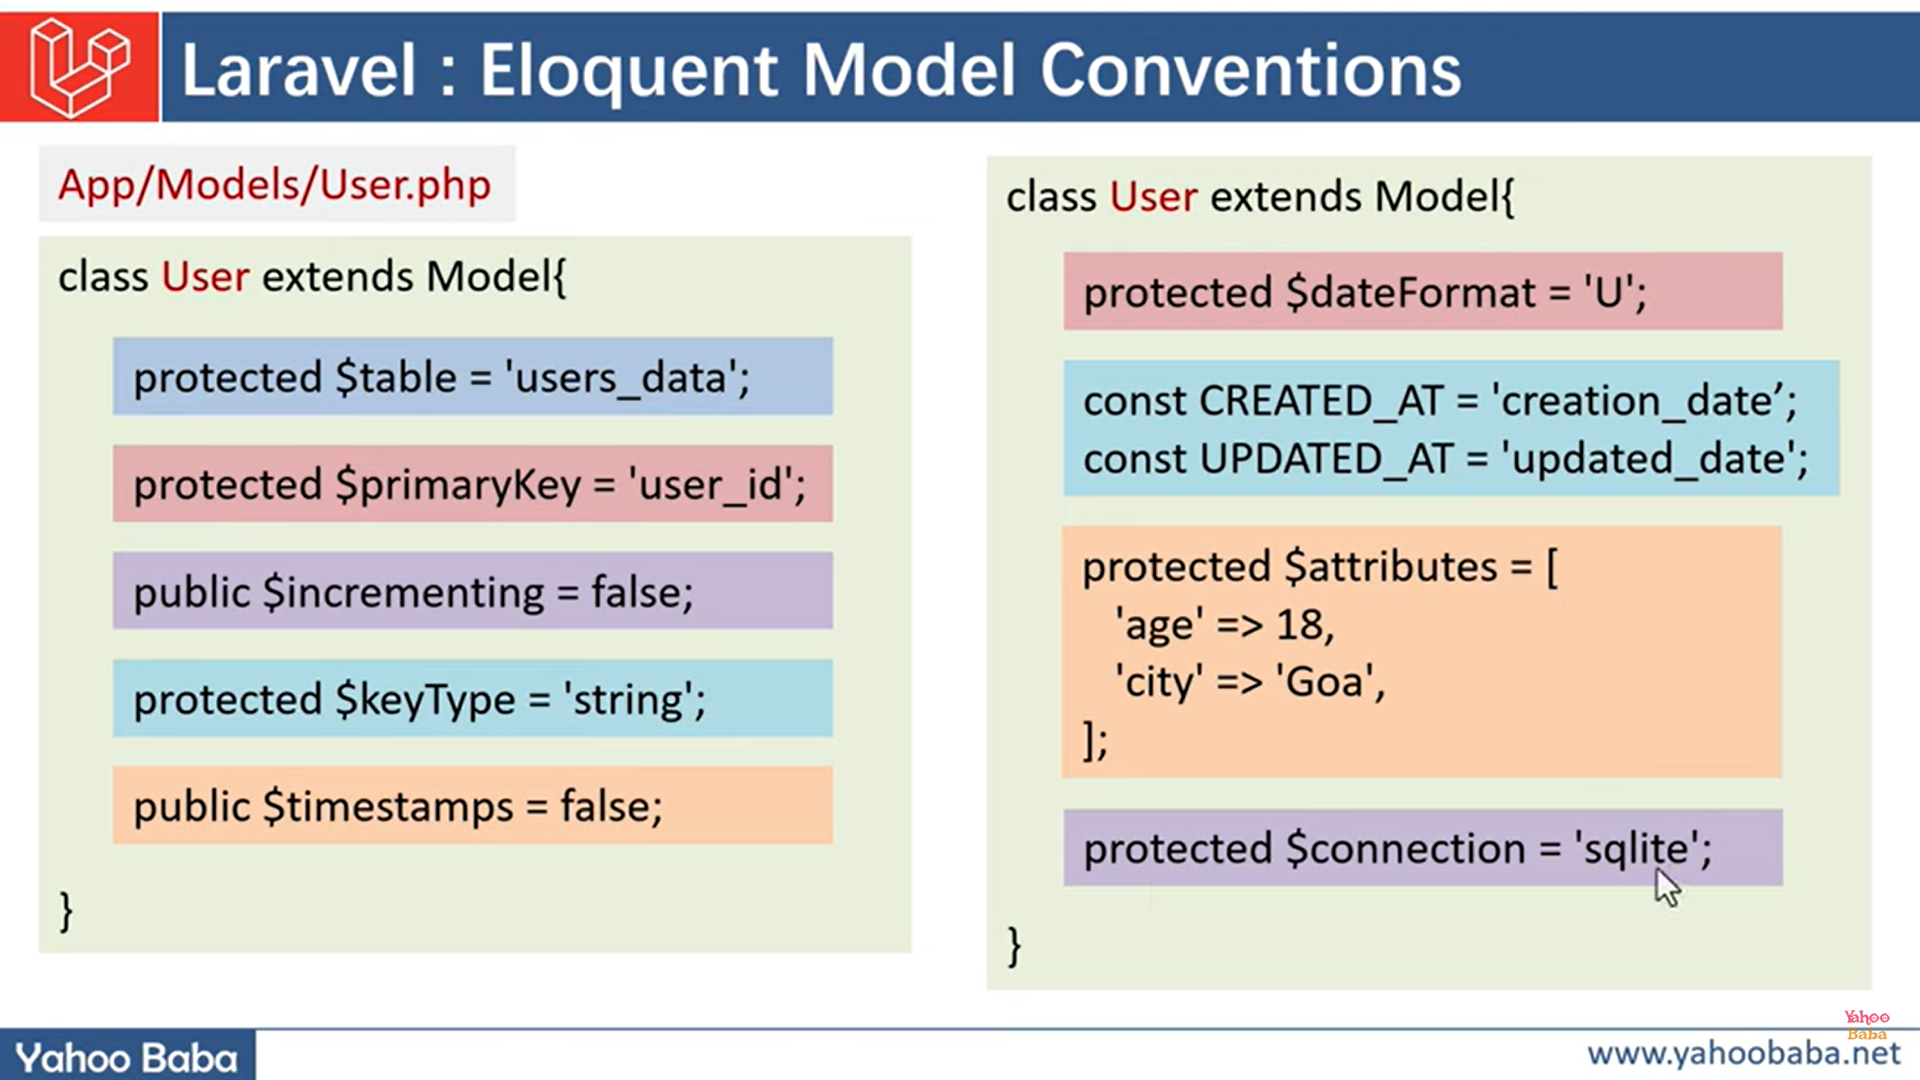 Laravel : Eloquent Model Conventions
App/Models/User.php
class User extends Model{
protected $table = 'users_data';
protected $primaryKey = 'user_id';
public $incrementing = false;
protected $keyType = 'string';
public $timestamps = false;
}
class User extends Model{
protected $dateFormat = 'U';
const CREATED_AT = 'creation_date’;
const UPDATED_AT = 'updated_date';
protected $attributes = [
'age' => 18,
'city' => 'Goa',
];
protected $connection = 'sqlite';
}
Yahoo
Baba
Yahoo Baba
www.yahoobaba.net